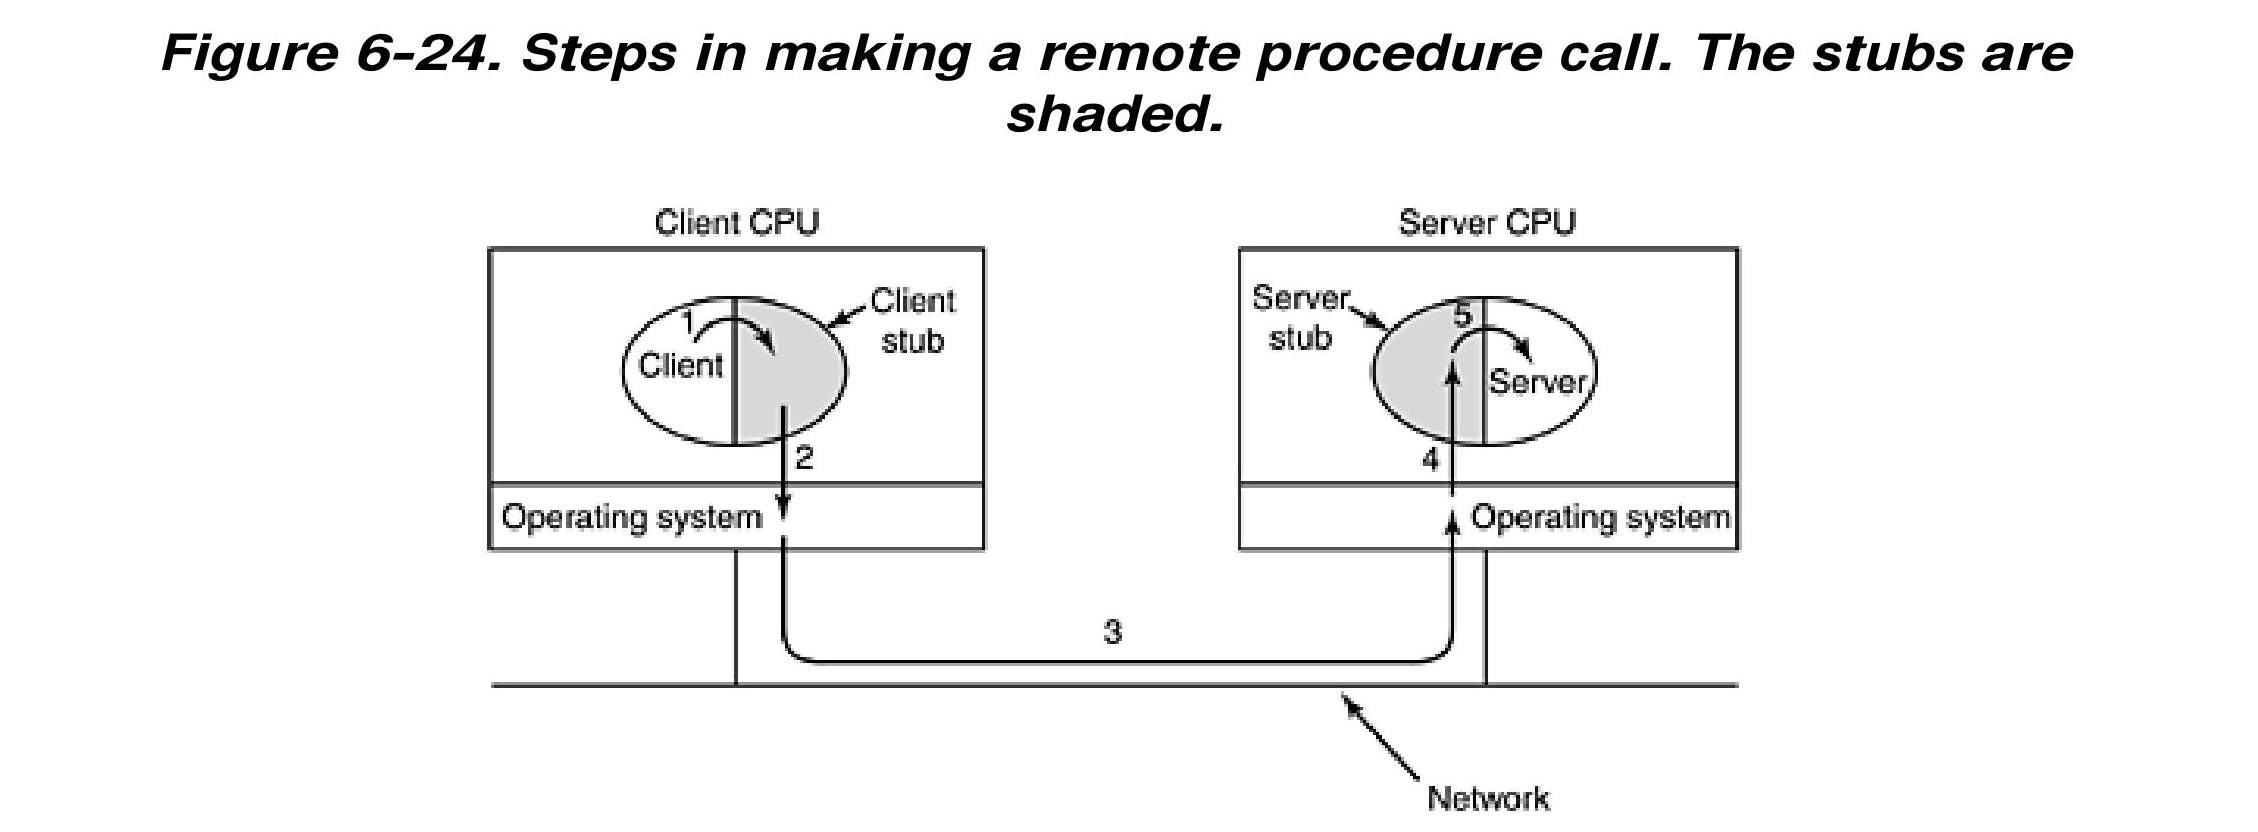 Figure 6-24. Steps in making a remote procedure call. The stubs are
shaded.
Client CPU
Server CPU
1
Client
Client
stub
2
Operating system
Server
stub
5
Server
4
Operating system
3
Network